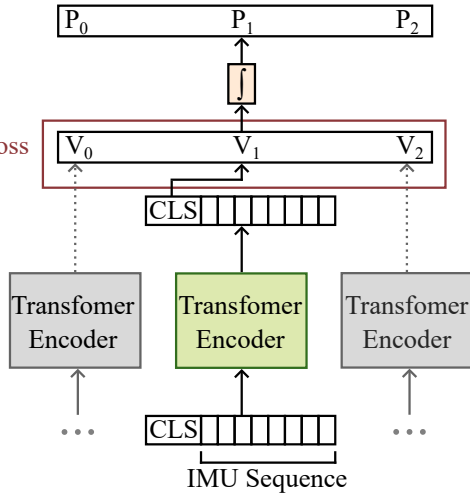 P0 P1 P2
∫
oss
V0 V1 V2
CLS
Transfomer Encoder
Transfomer Encoder
Transfomer Encoder
... CLS ...
IMU Sequence